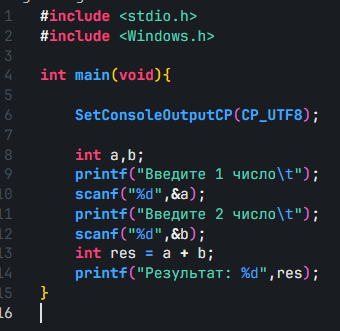 1 #include <stdio.h>
2 #include <Windows.h>
3
4 int main(void){
5
6 SetConsoleOutputCP(CP_UTF8);
7
8 int a,b;
9 printf("Введите 1 число\t");
10 scanf("%d",&a);
11 printf("Введите 2 число\t");
12 scanf("%d",&b);
13 int res = a + b;
14 printf("Результат: %d",res);
15 }
16